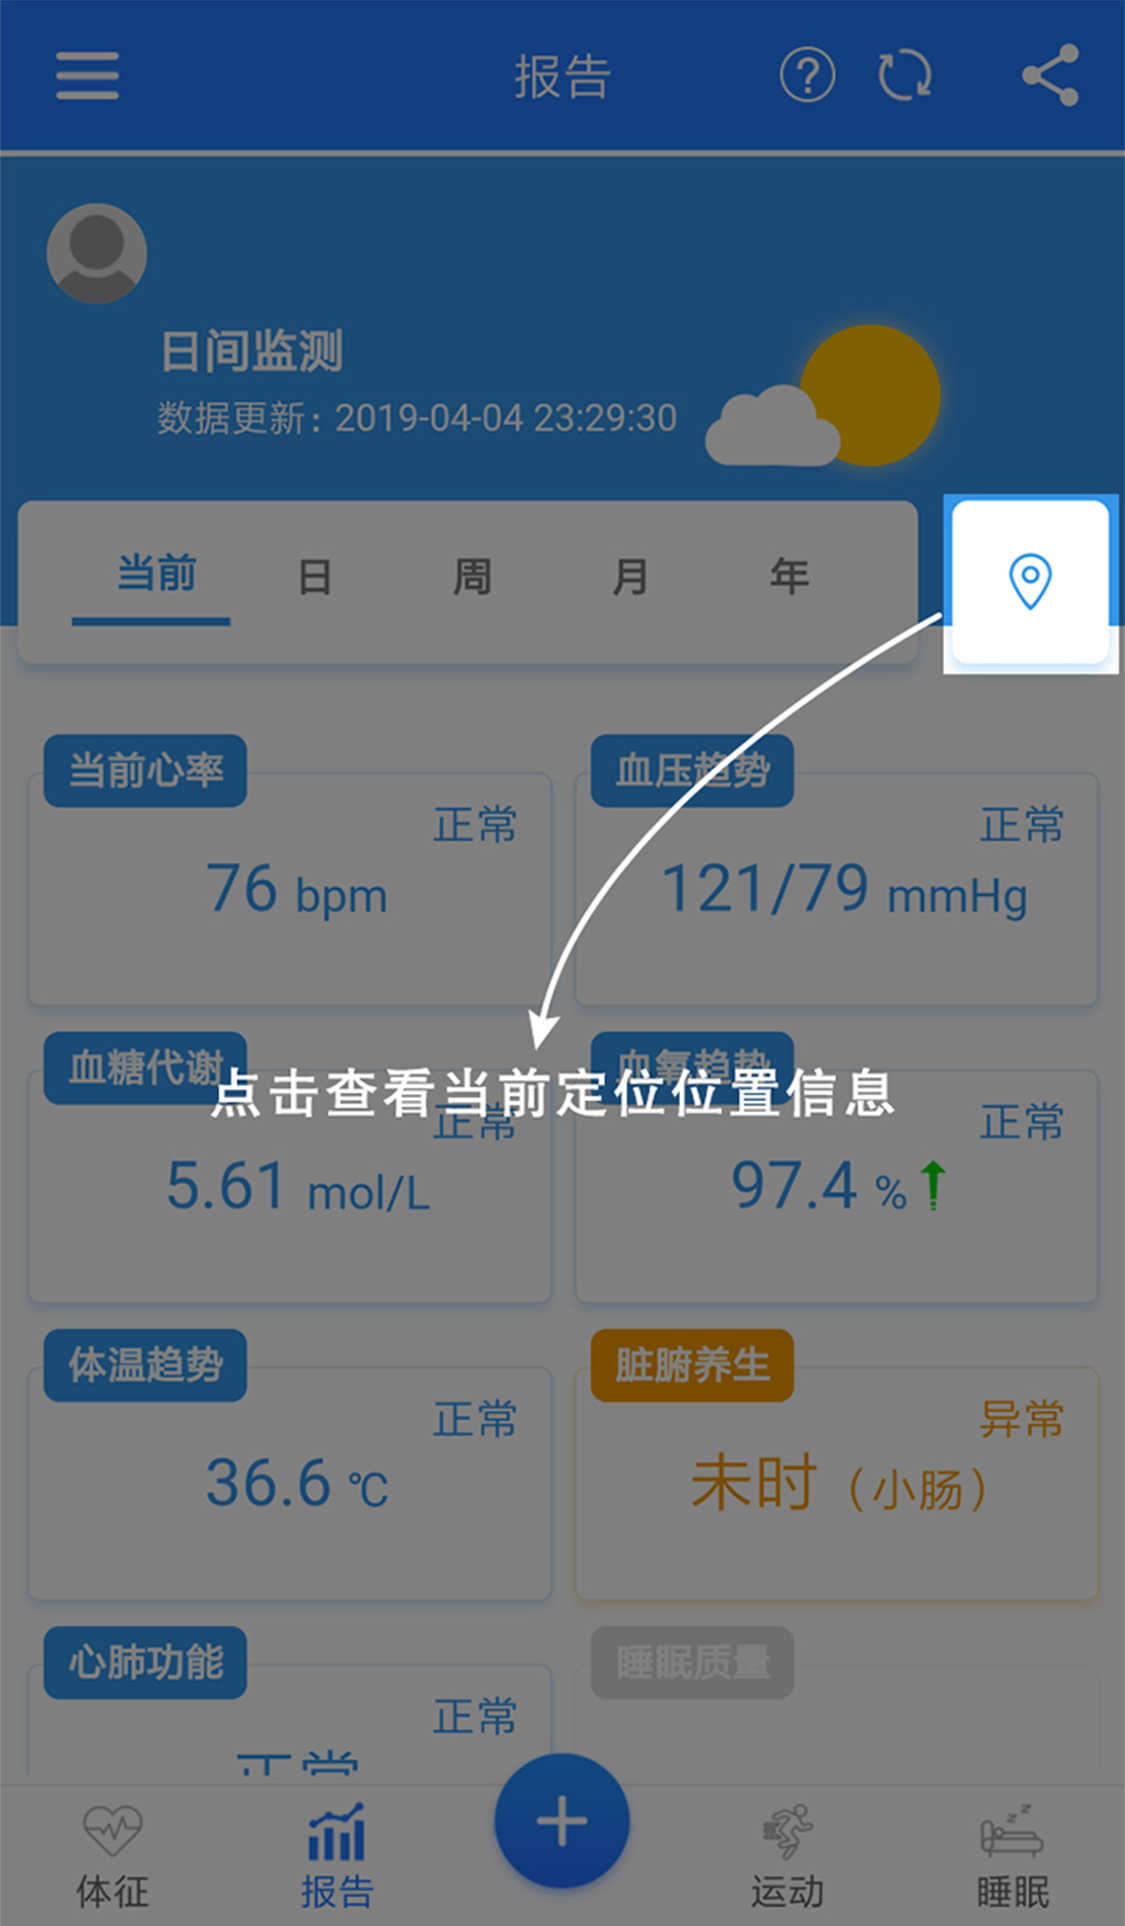 报告
日间监测
数据更新：2019-04-04 23:29:30
当前 日 周 月 年
当前心率
正常
76 bpm
血压趋势
正常
121/79 mmHg
血糖代谢
正常
5.61 mol/L
血氧趋势
正常
97.4 %
点击查看当前定位位置信息
体温趋势
正常
36.6 ℃
脏腑养生
异常
未时（小肠）
心肺功能
正常
正常
睡眠质量
体征 报告 运动 睡眠